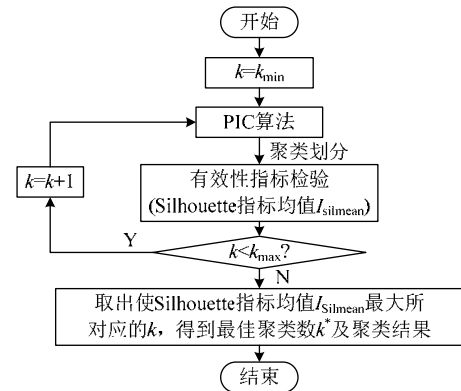 开始
k=kmin
PIC算法
聚类划分
k=k+1
有效性指标检验
(Silhouette指标均值Isilmean)
Y
k<kmax?
N
取出使Silhouette指标均值ISilmean最大所
对应的k，得到最佳聚类数k*及聚类结果
结束